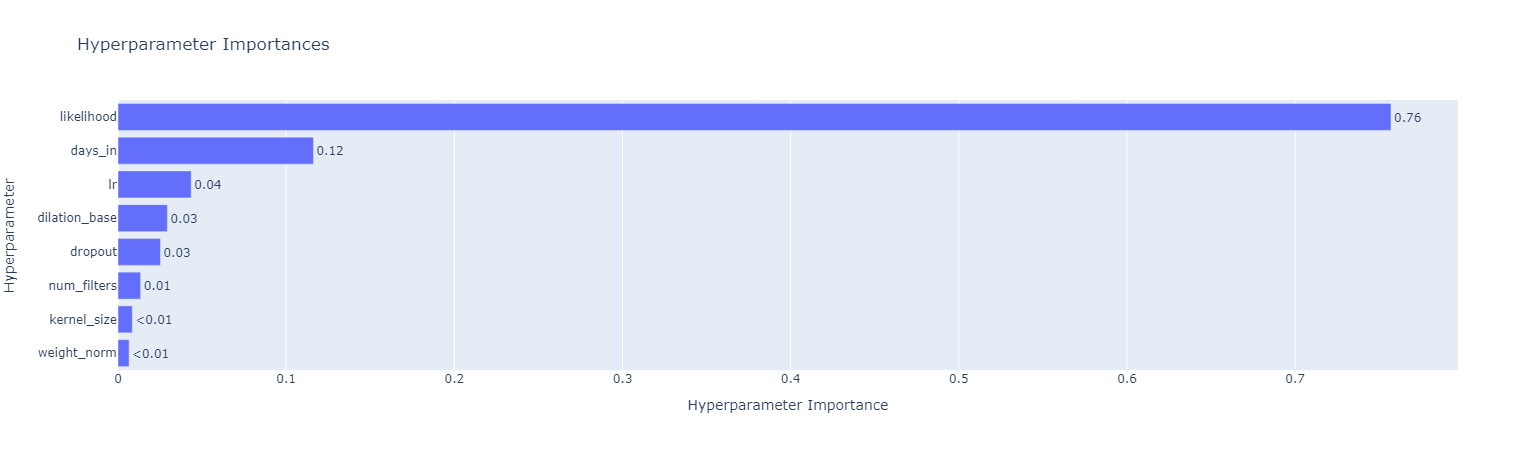 Hyperparameter Importances
Hyperparameter
likelihood 0.76
days_in 0.12
lr 0.04
dilation_base 0.03
dropout 0.03
num_filters 0.01
kernel_size <0.01
weight_norm <0.01
0 0.1 0.2 0.3 0.4 0.5 0.6 0.7
Hyperparameter Importance